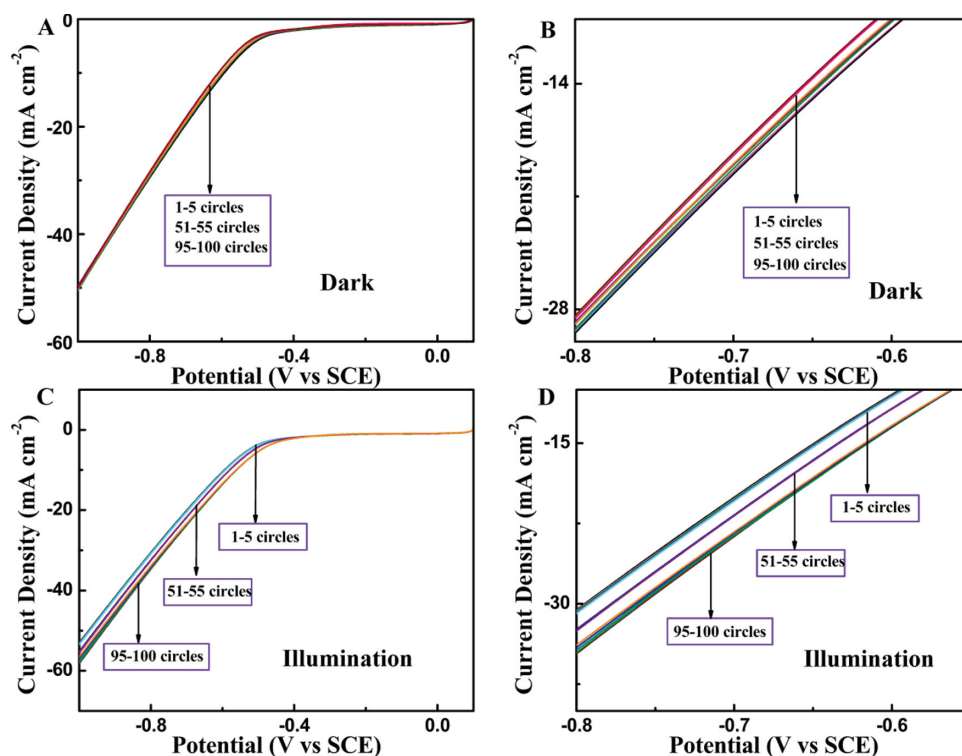 A
0
-20
-40
-60
Current Density (mA cm-2)
1-5 circles
51-55 circles
95-100 circles
Dark
-0.8
-0.4
0.0
Potential (V vs SCE)
B
-14
-28
Current Density (mA cm-2)
1-5 circles
51-55 circles
95-100 circles
Dark
-0.8
-0.7
-0.6
Potential (V vs SCE)
C
0
-20
-40
-60
Current Density (mA cm-2)
1-5 circles
51-55 circles
95-100 circles
Illumination
-0.8
-0.4
0.0
Potential (V vs SCE)
D
-15
-30
Current Density (mA cm-2)
1-5 circles
51-55 circles
95-100 circles
Illumination
-0.8
-0.7
-0.6
Potential (V vs SCE)